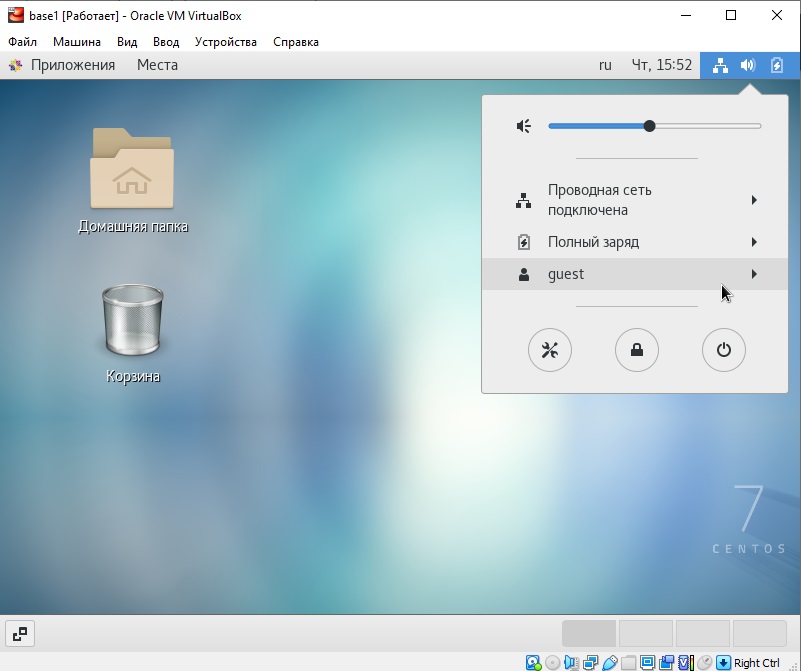 base1 [Работает] - Oracle VM VirtualBox
Файл Машина Вид Ввод Устройства Справка
Приложения Места ru Чт, 15:52
Домашняя папка
Корзина
Проводная сеть
подключена
Полный заряд
guest
7
CENTOS
Right Ctrl